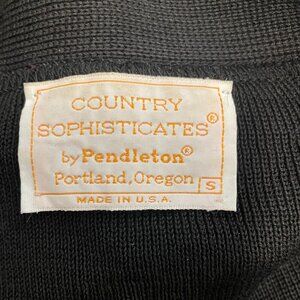 COUNTRY
SOPHISTICATES®
by Pendleton®
Portland, Oregon S
MADE IN U.S.A.